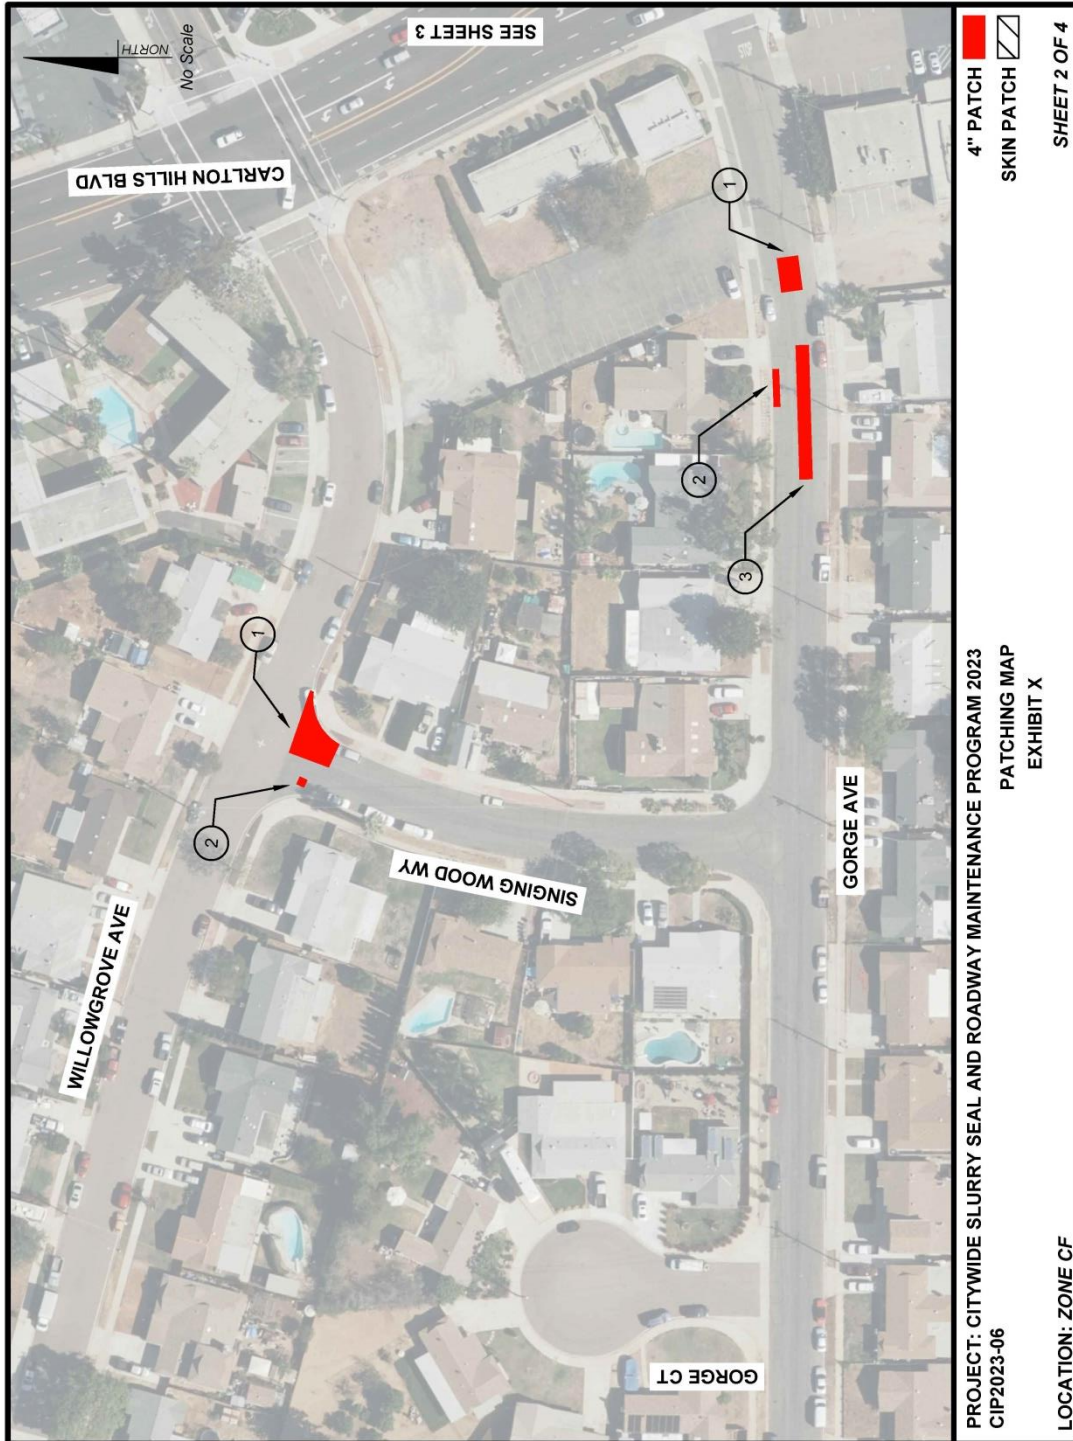 NORTH
No Scale
SEE SHEET 3
CARLTON HILLS BLVD
STOP
1
2
3
1
2
WILLOWGROVE AVE
SINGING WOOD WY
GORGE AVE
GORGE CT
4" PATCH
SKIN PATCH
PROJECT: CITYWIDE SLURRY SEAL AND ROADWAY MAINTENANCE PROGRAM 2023
CIP2023-06
PATCHING MAP
EXHIBIT X
LOCATION: ZONE CF
SHEET 2 OF 4